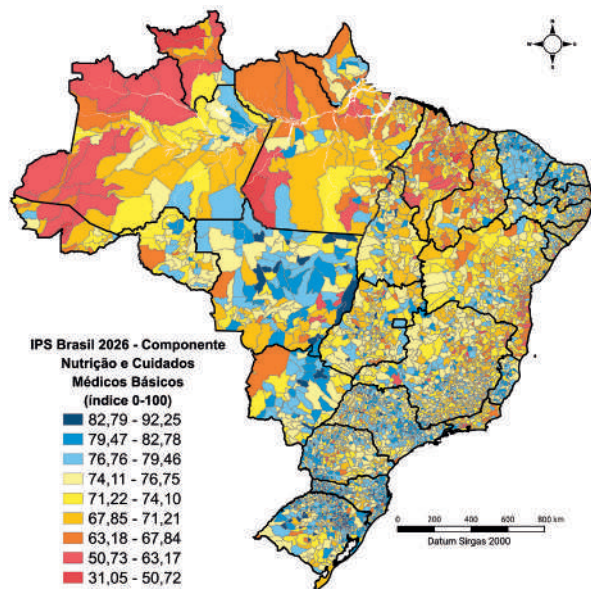 N
W
S
IPS Brasil 2026 - Componente
Nutrição e Cuidados
Médicos Básicos
(índice 0-100)
82,79 - 92,25
79,47 - 82,78
76,76 - 79,46
74,11 - 76,75
71,22 - 74,10
67,85 - 71,21
63,18 - 67,84
50,73 - 63,17
31,05 - 50,72
0 200 400 600 800 km
Datum Sirgas 2000